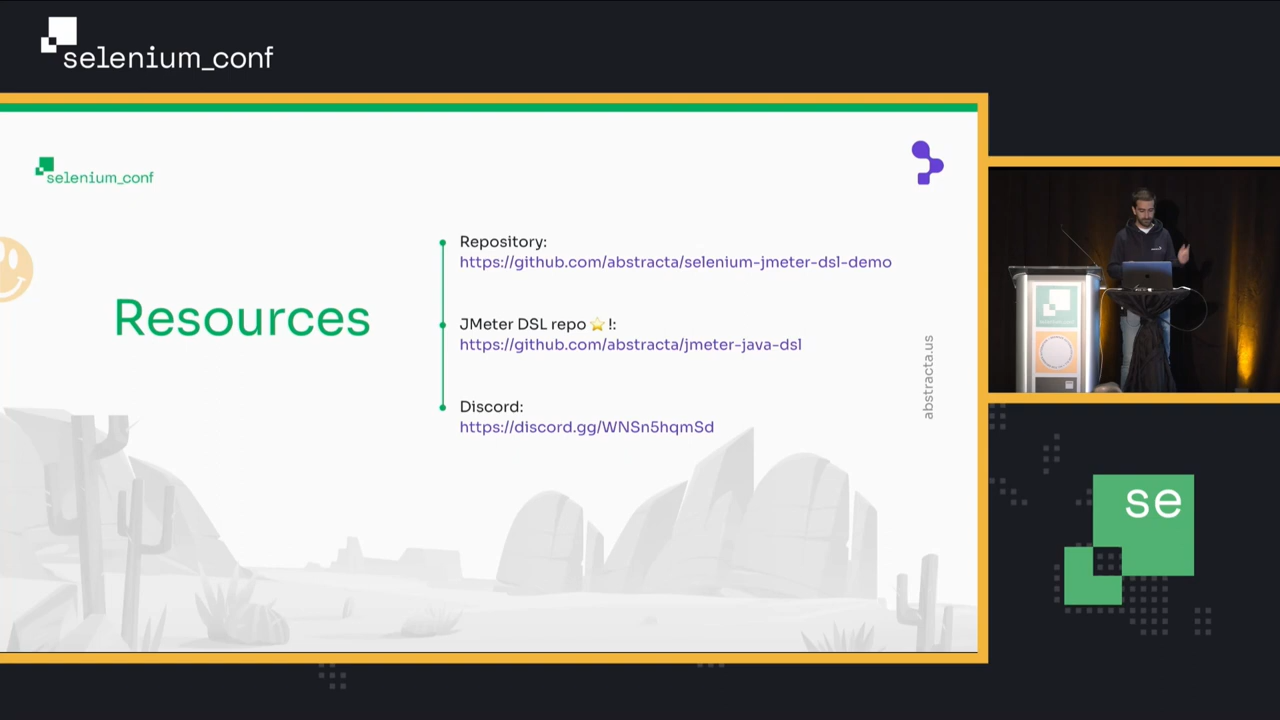 selenium_conf
selenium_conf
Resources
Repository:
https://github.com/abstracta/selenium-jmeter-dsl-demo
JMeter DSL repo ⭐ !:
https://github.com/abstracta/jmeter-java-dsl
Discord:
https://discord.gg/WNSn5hqmSd
abstracta.us
se